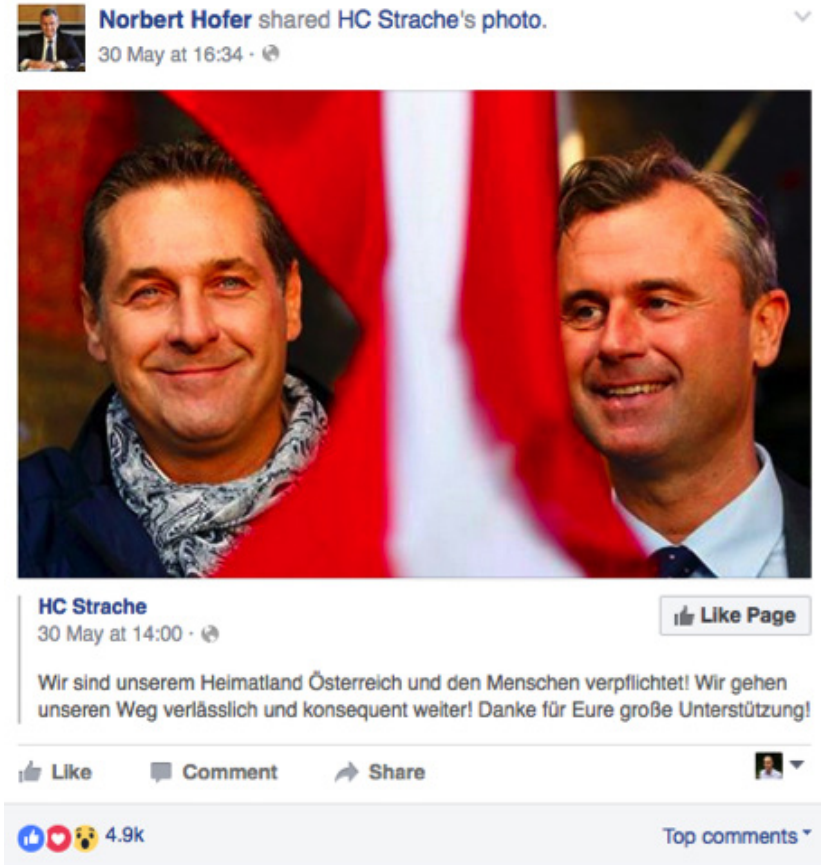 Norbert Hofer shared HC Strache's photo.
30 May at 16:34 ·
HC Strache
30 May at 14:00 ·
Like Page
Wir sind unserem Heimatland Österreich und den Menschen verpflichtet! Wir gehen
unseren Weg verlässlich und konsequent weiter! Danke für Eure große Unterstützung!
Like Comment Share
4.9k Top comments